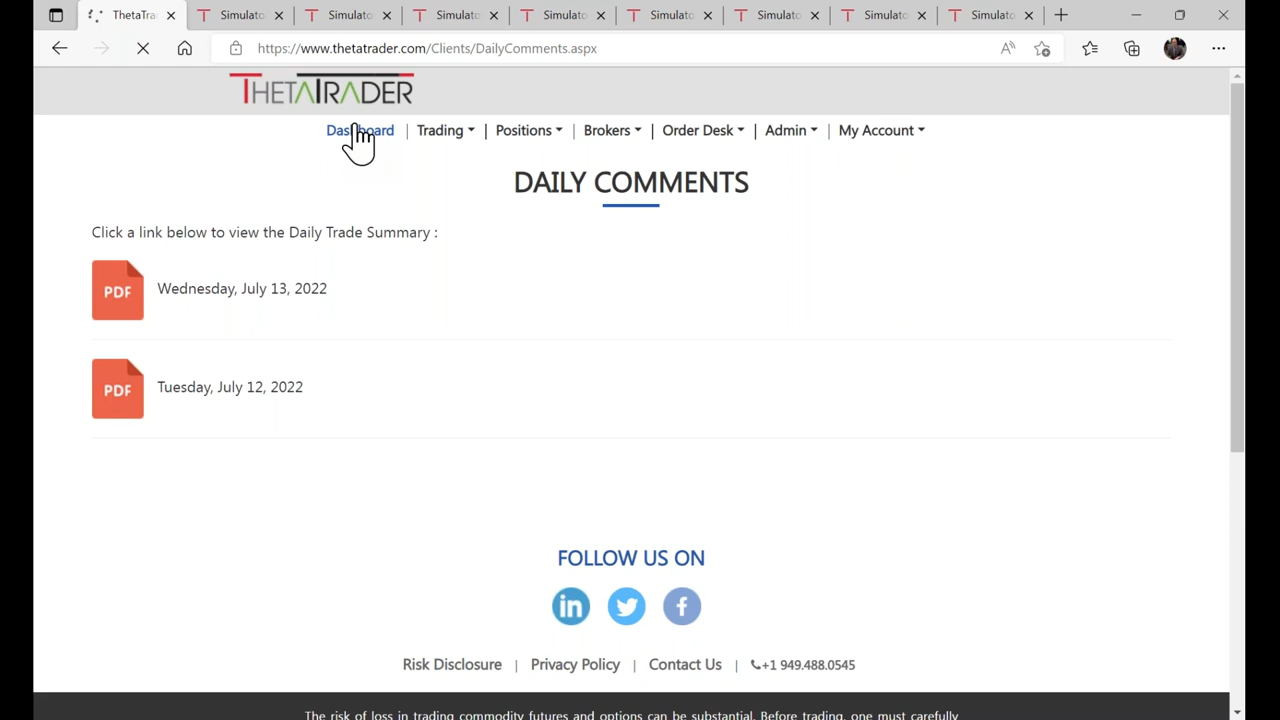 ThetaTra
Simulato
Simulato
Simulato
Simulato
Simulato
Simulato
Simulato
Simulato
https://www.thetatrader.com/Clients/DailyComments.aspx
THETATRADER
Dashboard | Trading | Positions | Brokers | Order Desk | Admin | My Account
DAILY COMMENTS
Click a link below to view the Daily Trade Summary :
PDF Wednesday, July 13, 2022
PDF Tuesday, July 12, 2022
FOLLOW US ON
in f
Risk Disclosure | Privacy Policy | Contact Us | +1 949.488.0545
The risk of loss in trading commodity futures and options can be substantial. Before trading, one must carefully